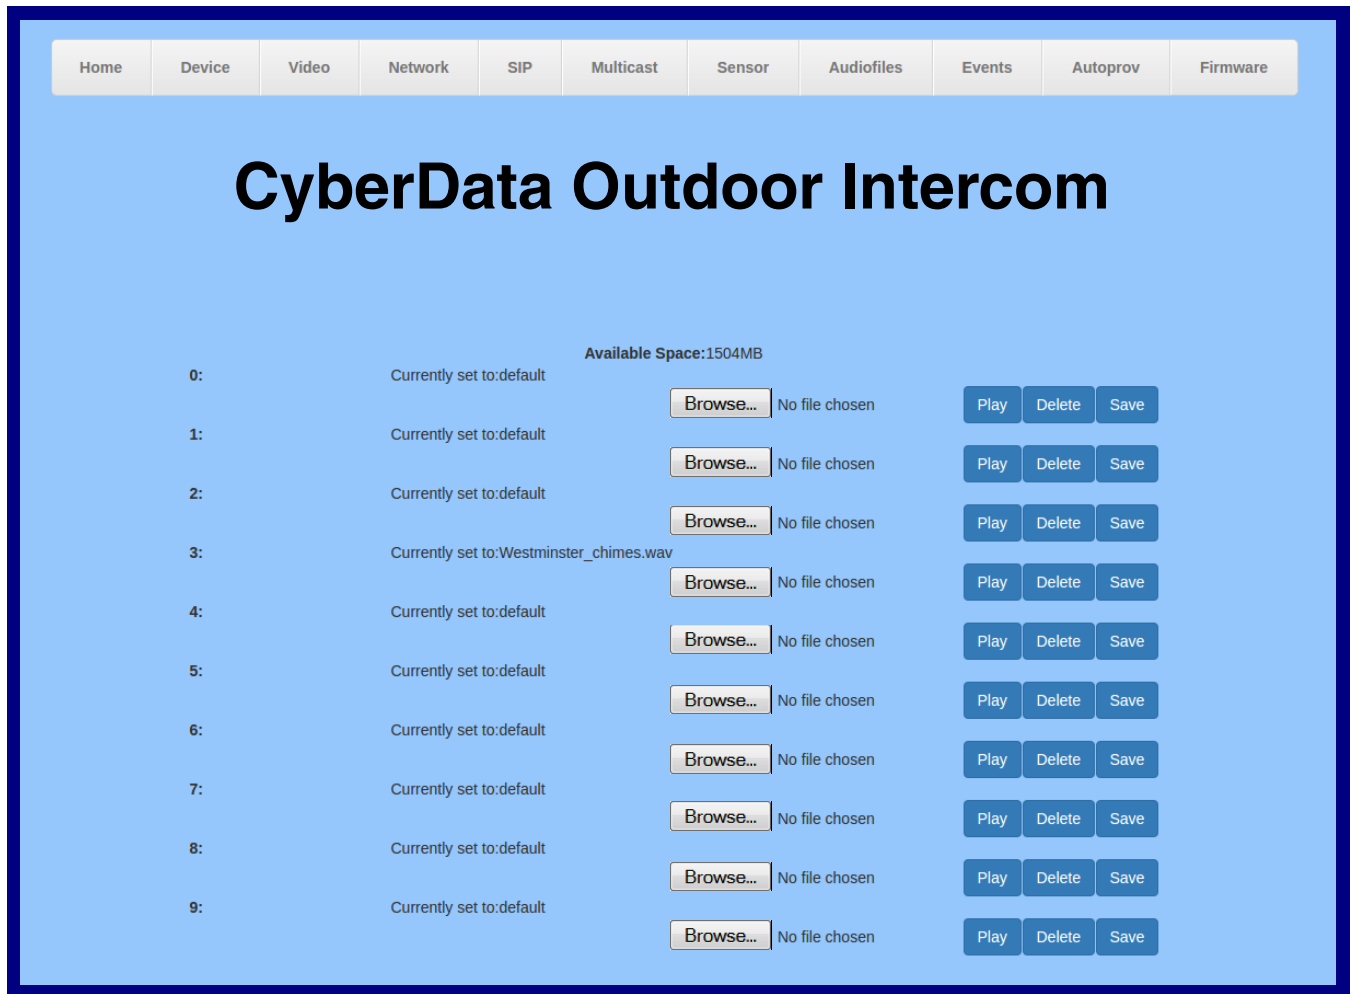 Home Device Video Network SIP Multicast Sensor Audiofiles Events Autoprov Firmware
CyberData Outdoor Intercom
Available Space:1504MB
0: Currently set to:default
Browse... No file chosen Play Delete Save
1: Currently set to:default
Browse... No file chosen Play Delete Save
2: Currently set to:default
Browse... No file chosen Play Delete Save
3: Currently set to:Westminster_chimes.wav
Browse... No file chosen Play Delete Save
4: Currently set to:default
Browse... No file chosen Play Delete Save
5: Currently set to:default
Browse... No file chosen Play Delete Save
6: Currently set to:default
Browse... No file chosen Play Delete Save
7: Currently set to:default
Browse... No file chosen Play Delete Save
8: Currently set to:default
Browse... No file chosen Play Delete Save
9: Currently set to:default
Browse... No file chosen Play Delete Save